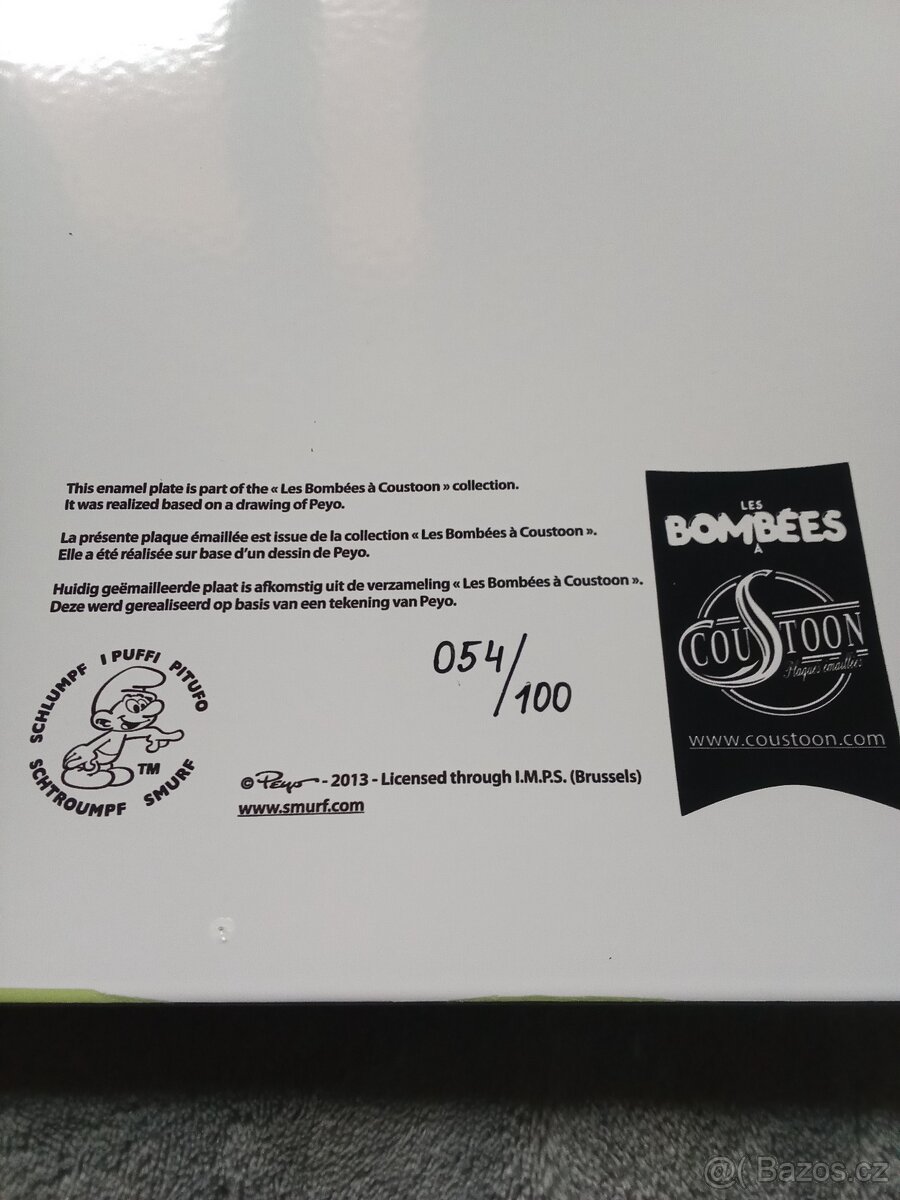 This enamel plate is part of the « Les Bombées à Coustoon » collection.
It was realized based on a drawing of Peyo.
La présente plaque émaillée est issue de la collection « Les Bombées à Coustoon ».
Elle a été réalisée sur base d'un dessin de Peyo.
Huidig geëmailleerde plaat is afkomstig uit de verzameling « Les Bombées à Coustoon ».
Deze werd gerealiseerd op basis van een tekening van Peyo.
LES
BOMBÉES
À
COUSTOON
Plaques émaillées
www.coustoon.com
054/100
SCHLUMPF I PUFFI PITUFO
SCHTROUMPF SMURF
TM
© Peyo - 2013 - Licensed through I.M.P.S. (Brussels)
www.smurf.com
@( Bazos.cz